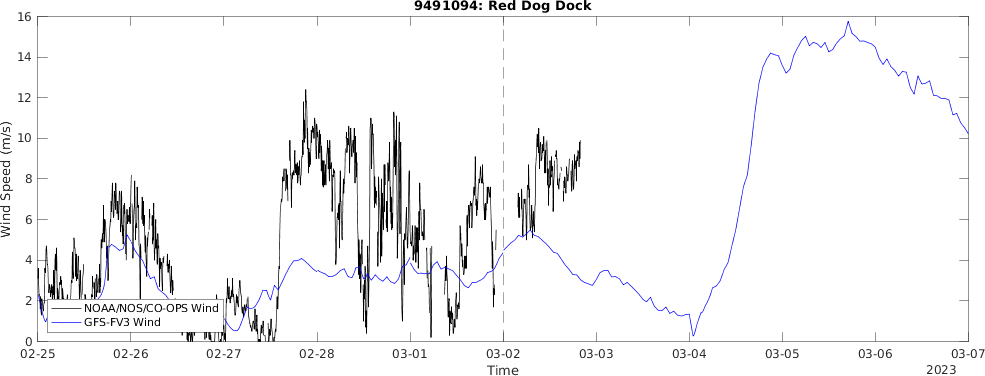 9491094: Red Dog Dock
Wind Speed (m/s)
16
14
12
10
8
6
4
2
0
NOAA/NOS/CO-OPS Wind
GFS-FV3 Wind
02-25 02-26 02-27 02-28 03-01 03-02 03-03 03-04 03-05 03-06 03-07
Time
2023